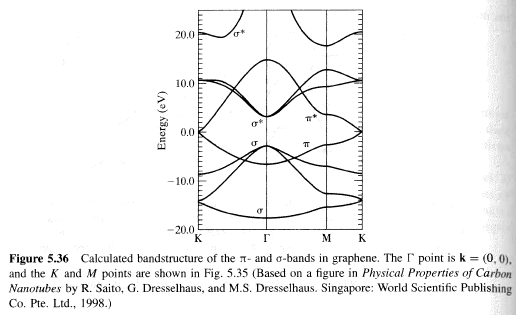 20.0
10.0
0.0
−10.0
−20.0
Energy (eV)
σ*
σ*
π*
σ
π
σ
K Γ M K
Figure 5.36 Calculated bandstructure of the π- and σ-bands in graphene. The Γ point is k = (0, 0),
and the K and M points are shown in Fig. 5.35 (Based on a figure in Physical Properties of Carbon
Nanotubes by R. Saito, G. Dresselhaus, and M.S. Dresselhaus. Singapore: World Scientific Publishing
Co. Pte. Ltd., 1998.)